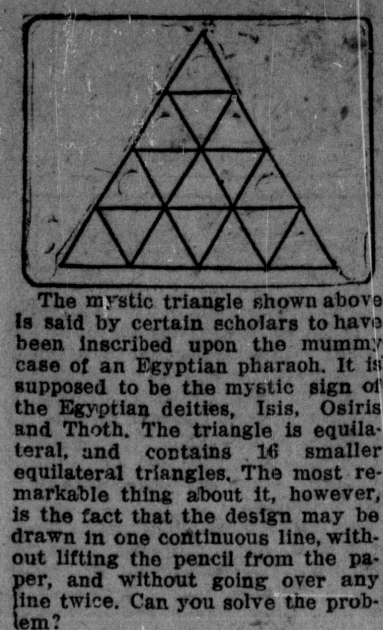 The mystic triangle shown above
is said by certain scholars to have
been inscribed upon the mummy
case of an Egyptian pharaoh. It is
supposed to be the mystic sign of
the Egyptian deities, Isis, Osiris
and Thoth. The triangle is equila-
teral, and contains 16 smaller
equilateral triangles. The most re-
markable thing about it, however,
is the fact that the design may be
drawn in one continuous line, with-
out lifting the pencil from the pa-
per, and without going over any
line twice. Can you solve the prob-
lem?